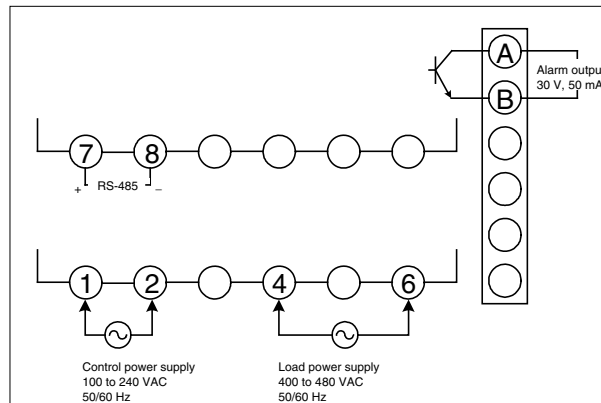 A
Alarm output
30 V, 50 mA
B
7 8
+ RS-485 −
1 2 4 6
Control power supply
100 to 240 VAC
50/60 Hz
Load power supply
400 to 480 VAC
50/60 Hz